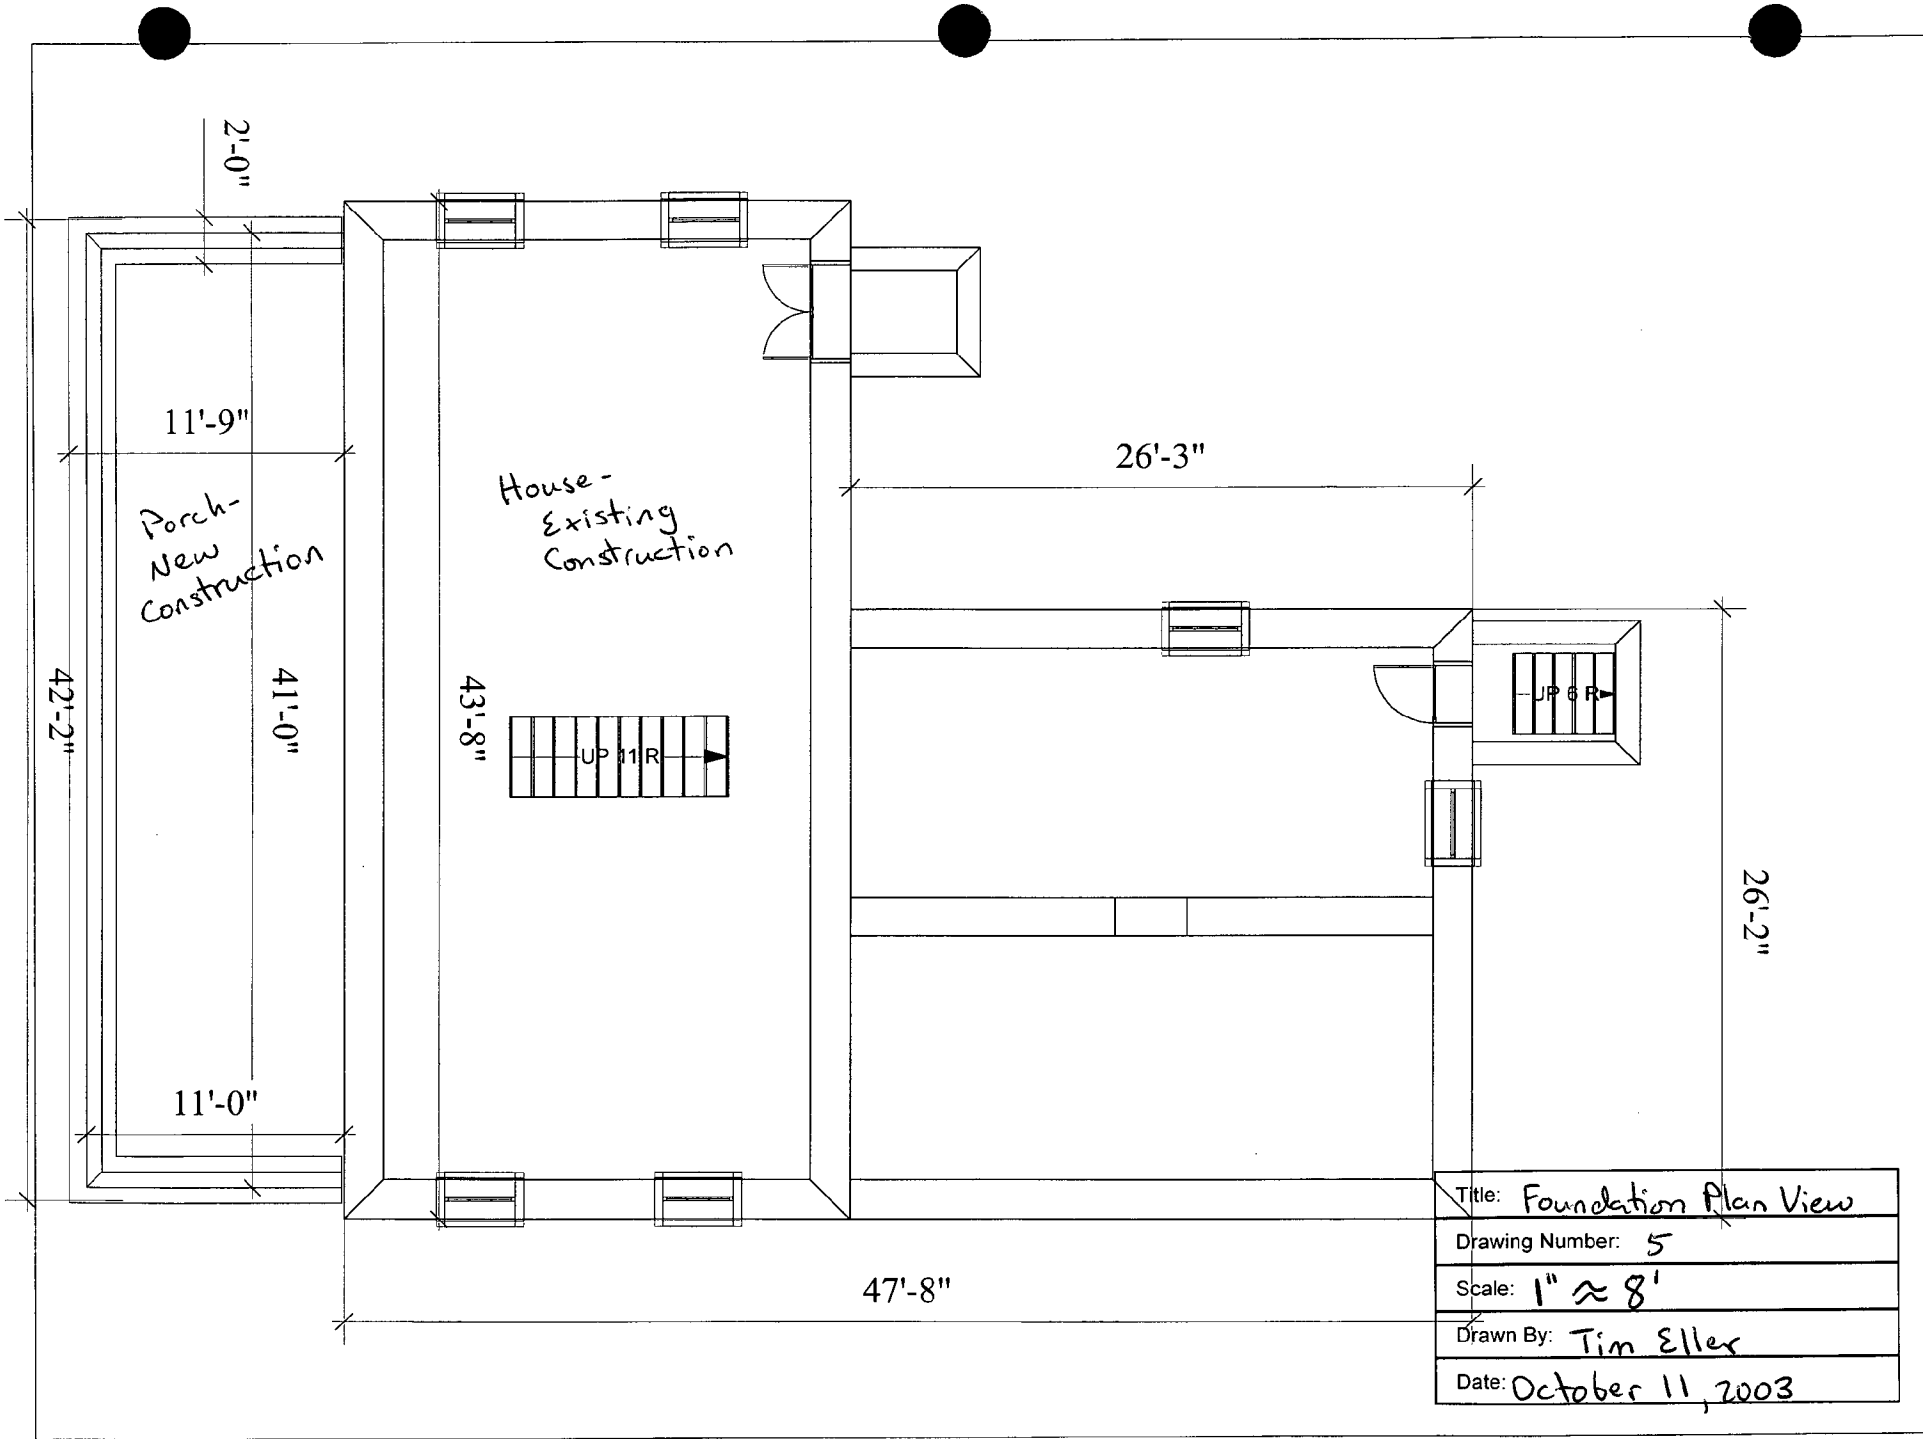 2'-0"
11'-9"
26'-3"
House-
Existing
Construction
Porch-
New
Construction
42'-2"
41'-0"
43'-8"
UP 11 R
UP 6 R
26'-2"
11'-0"
47'-8"
Title: Foundation Plan View
Drawing Number: 5
Scale: 1" ≈ 8'
Drawn By: Tim Eller
Date: October 11, 2003